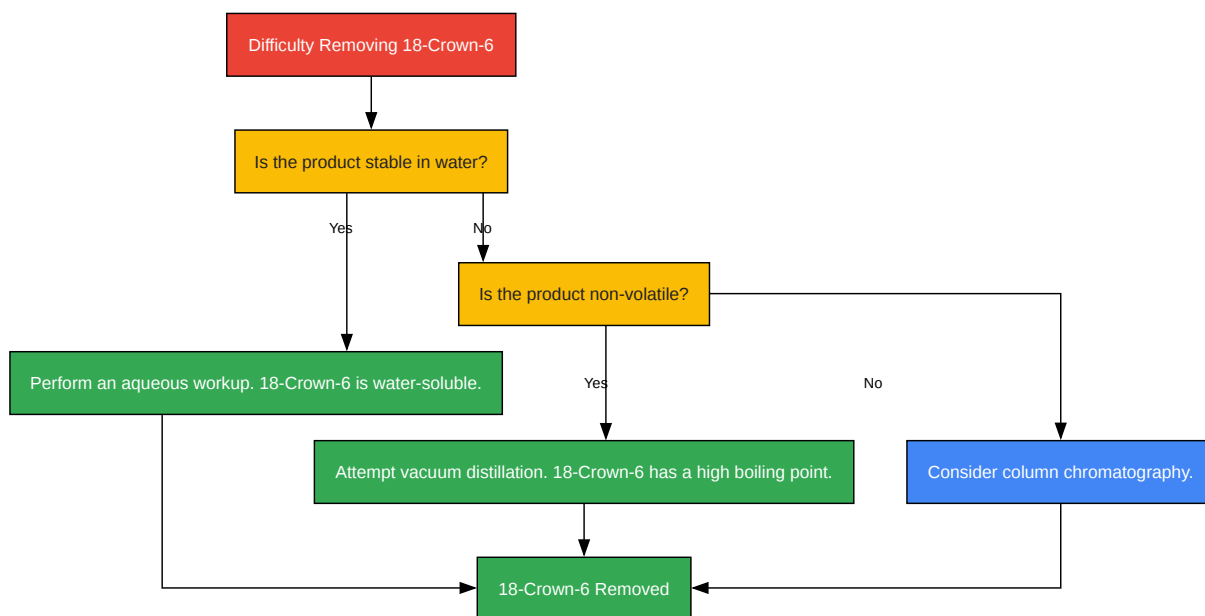 Difficulty Removing 18-Crown-6
Is the product stable in water?
Yes
No
Is the product non-volatile?
Perform an aqueous workup. 18-Crown-6 is water-soluble.
Yes
No
Attempt vacuum distillation. 18-Crown-6 has a high boiling point.
Consider column chromatography.
18-Crown-6 Removed